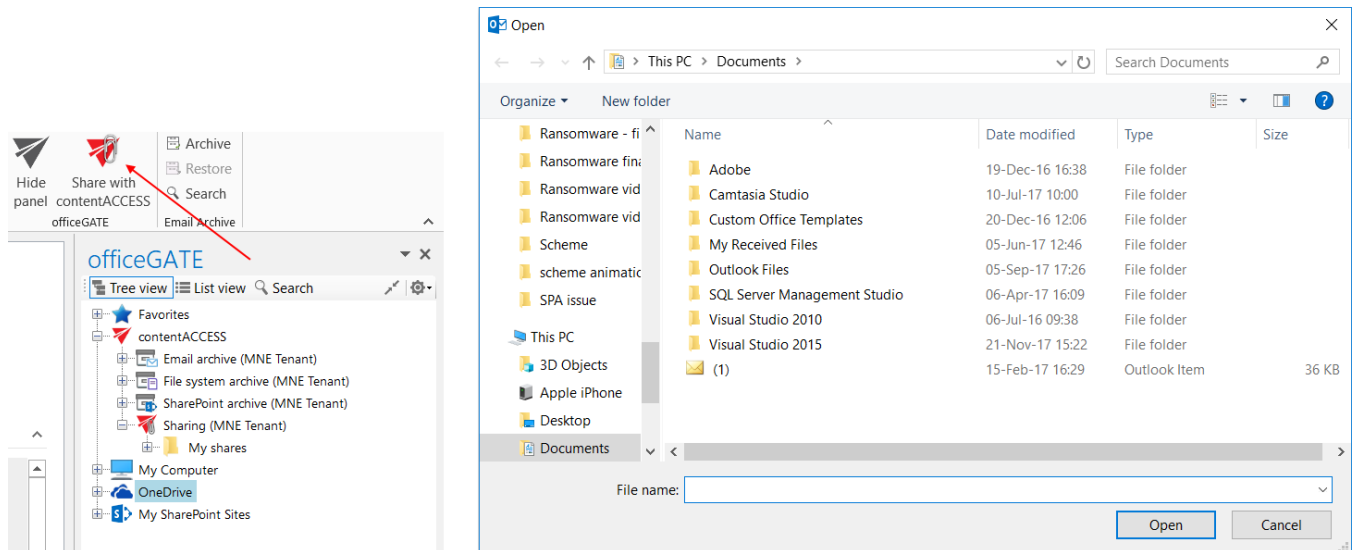 Hide
panel
Share with
contentACCESS
officeGATE
Archive
Restore
Search
Email Archive
officeGATE
Tree view List view Search
Favorites
contentACCESS
Email archive (MNE Tenant)
File system archive (MNE Tenant)
SharePoint archive (MNE Tenant)
Sharing (MNE Tenant)
My shares
My Computer
OneDrive
My SharePoint Sites
Open
This PC > Documents >
Search Documents
Organize New folder
Ransomware - fi
Ransomware fina
Ransomware vid
Ransomware vid
Scheme
scheme animatic
SPA issue
This PC
3D Objects
Apple iPhone
Desktop
Documents
Name Date modified Type Size
Adobe 19-Dec-16 16:38 File folder
Camtasia Studio 10-Jul-17 10:00 File folder
Custom Office Templates 20-Dec-16 12:06 File folder
My Received Files 05-Jun-17 12:46 File folder
Outlook Files 05-Sep-17 17:26 File folder
SQL Server Management Studio 06-Apr-17 16:09 File folder
Visual Studio 2010 06-Jul-16 09:38 File folder
Visual Studio 2015 21-Nov-17 15:22 File folder
(1) 15-Feb-17 16:29 Outlook Item 36 KB
File name:
Open Cancel